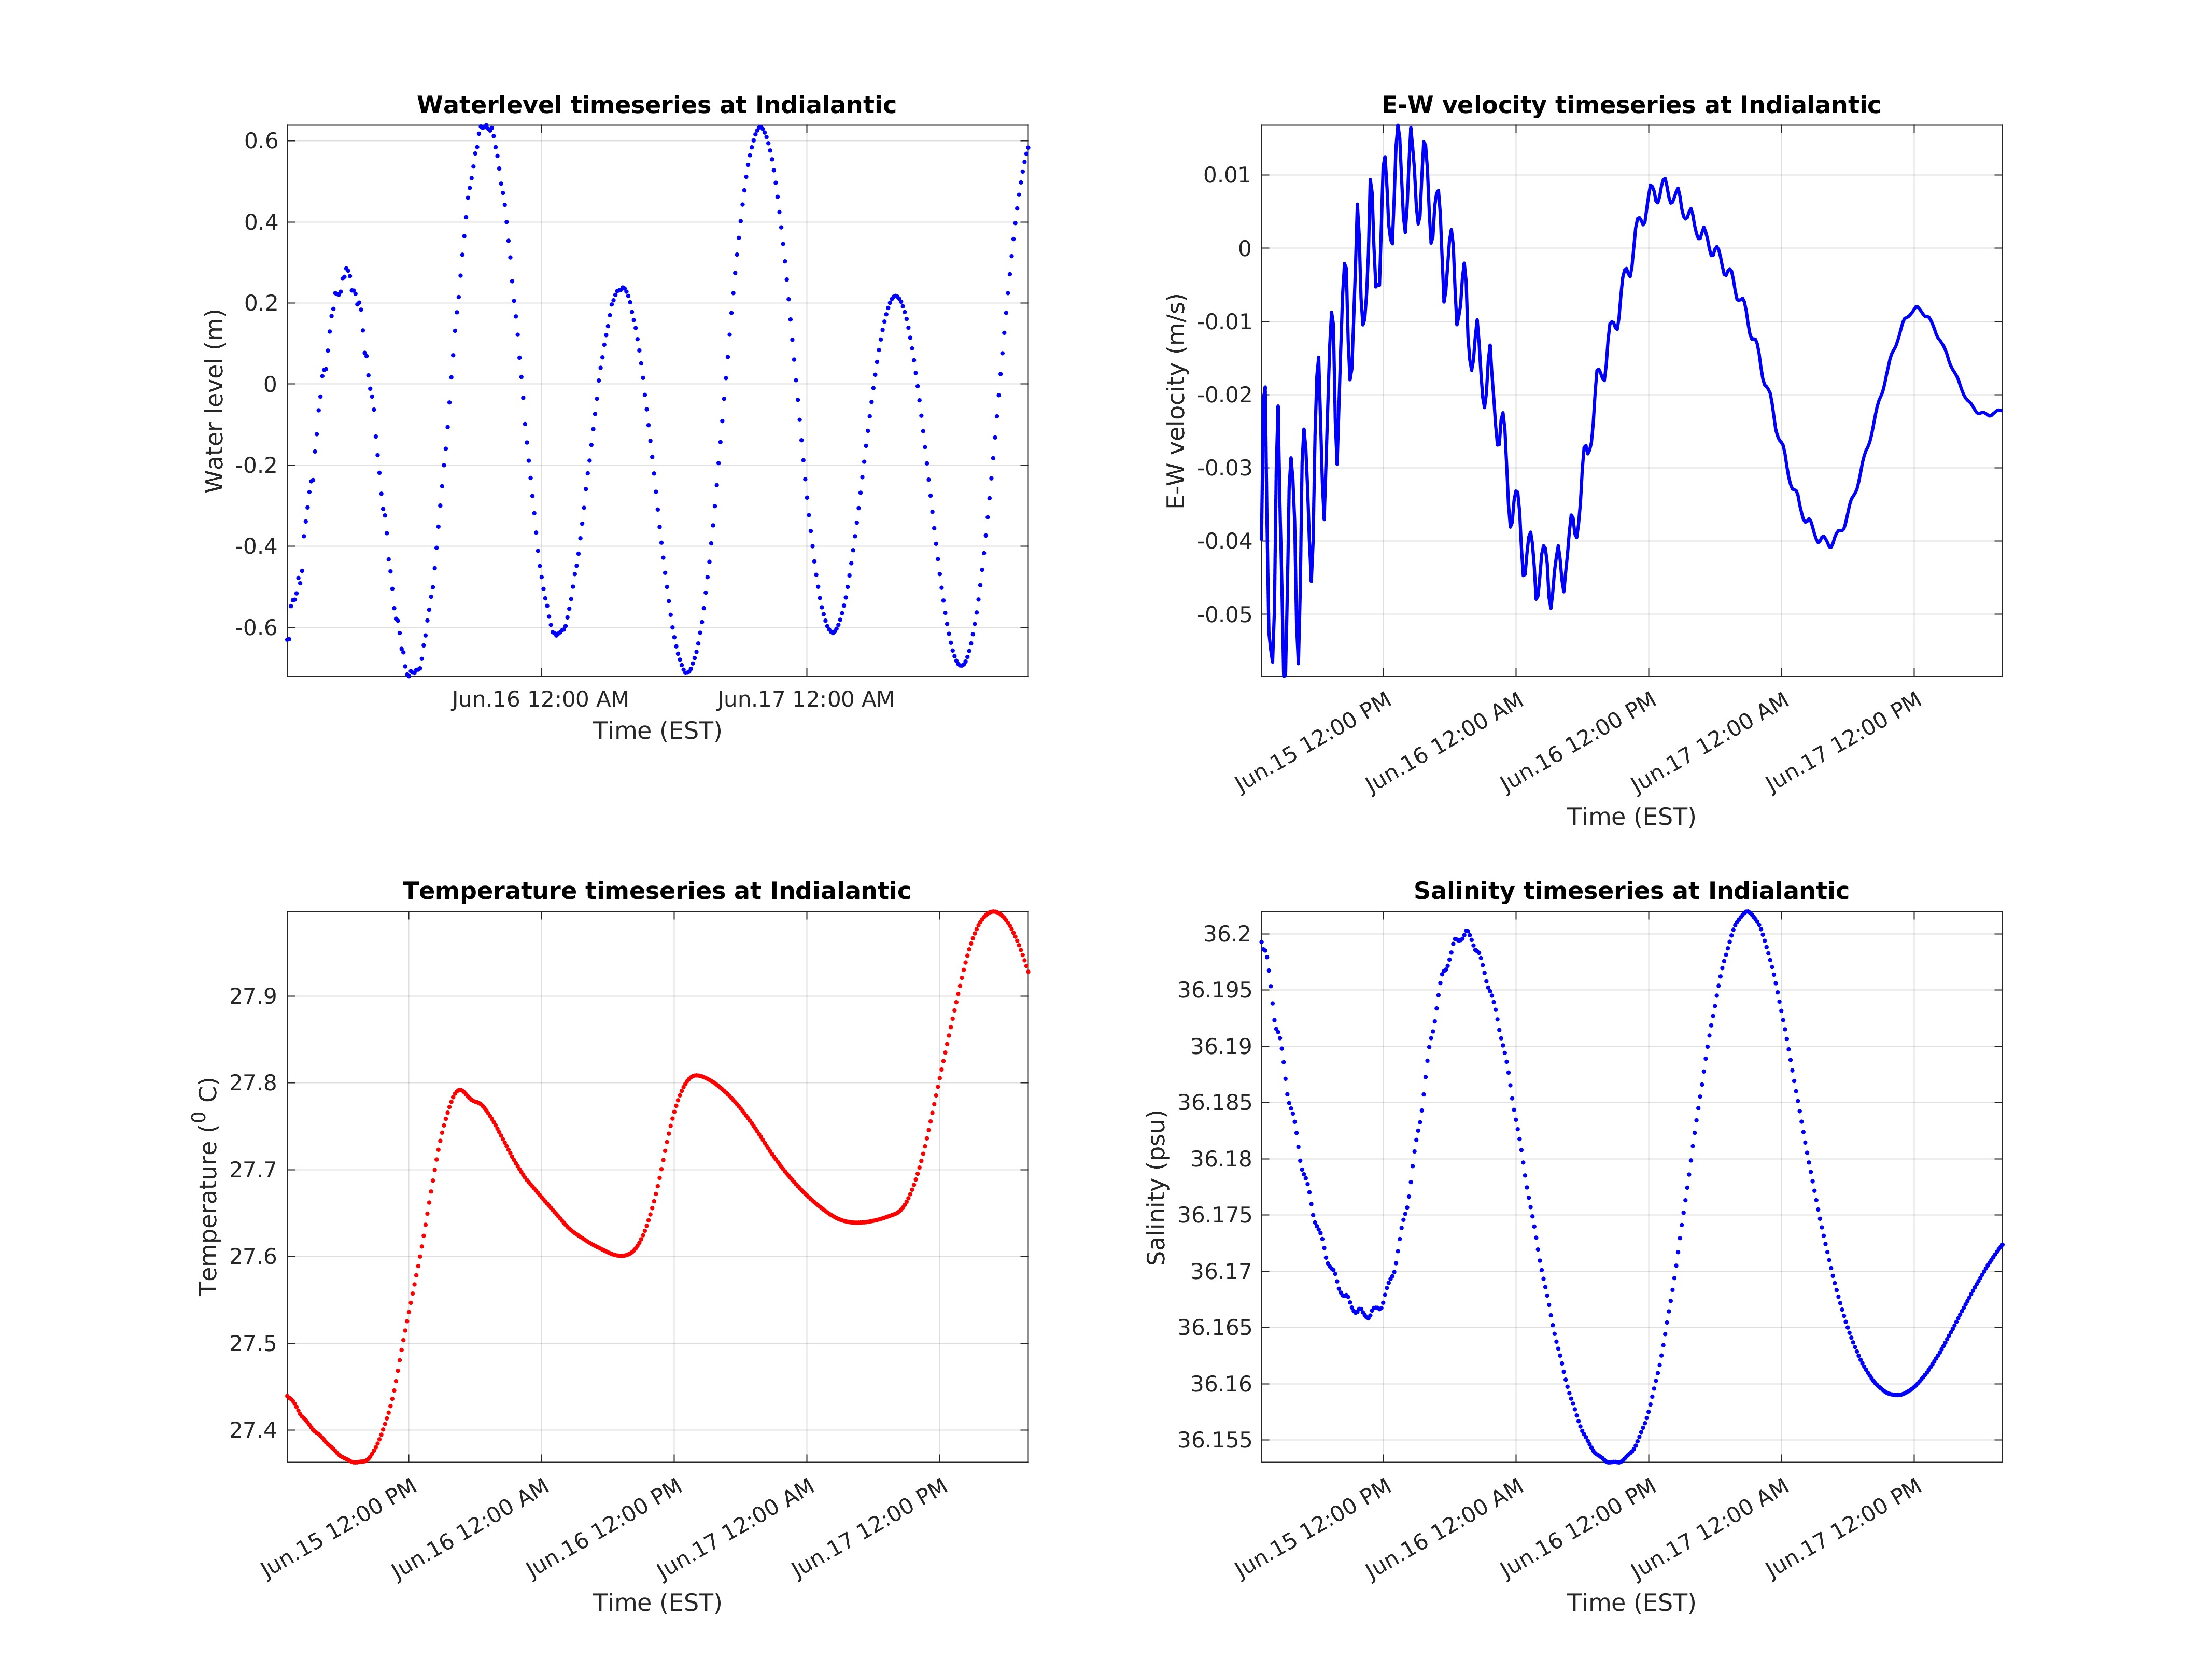 Waterlevel timeseries at Indialantic
0.6
0.4
0.2
0
-0.2
-0.4
-0.6
Water level (m)
Jun.16 12:00 AM
Jun.17 12:00 AM
Time (EST)
E-W velocity timeseries at Indialantic
0.01
0
-0.01
-0.02
-0.03
-0.04
-0.05
E-W velocity (m/s)
Jun.15 12:00 PM
Jun.16 12:00 AM
Jun.16 12:00 PM
Jun.17 12:00 AM
Jun.17 12:00 PM
Time (EST)
Temperature timeseries at Indialantic
27.9
27.8
27.7
27.6
27.5
27.4
Temperature (⁰ C)
Jun.15 12:00 PM
Jun.16 12:00 AM
Jun.16 12:00 PM
Jun.17 12:00 AM
Jun.17 12:00 PM
Time (EST)
Salinity timeseries at Indialantic
36.2
36.195
36.19
36.185
36.18
36.175
36.17
36.165
36.16
36.155
Salinity (psu)
Jun.15 12:00 PM
Jun.16 12:00 AM
Jun.16 12:00 PM
Jun.17 12:00 AM
Jun.17 12:00 PM
Time (EST)